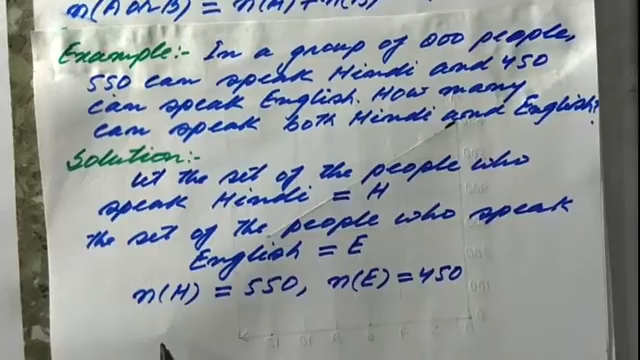 n(A or B) = n(A) + n(B)
Example:- In a group of 800 people,
550 can speak Hindi and 450
can speak English. How many
can speak both Hindi and English?
Solution:-
Let the set of the people who
speak Hindi = H
the set of the people who speak
English = E
n(H) = 550, n(E) = 450